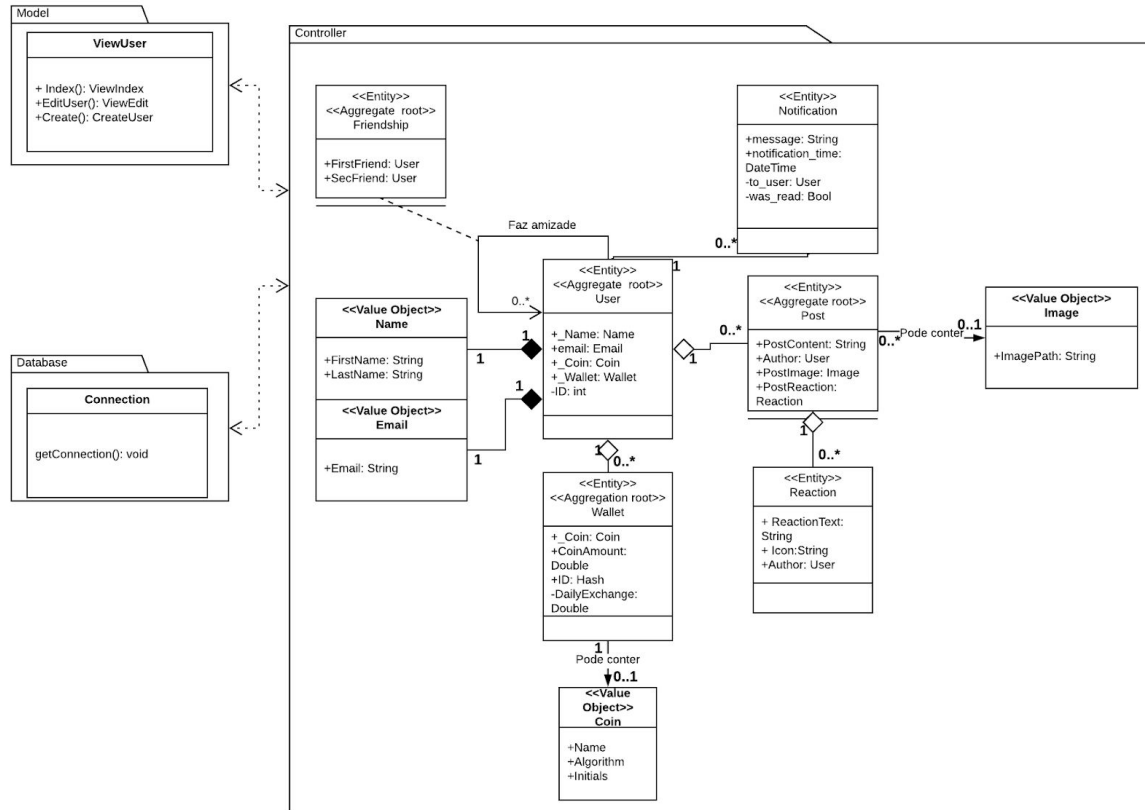 Model
ViewUser
+ Index(): ViewIndex
+EditUser(): ViewEdit
+Create(): CreateUser
Database
Connection
getConnection(): void
Controller
<<Entity>>
<<Aggregate root>>
Friendship
+FirstFriend: User
+SecFriend: User
<<Entity>>
Notification
+message: String
+notification_time:
DateTime
-to_user: User
-was_read: Bool
Faz amizade
0..*
0..*
1
<<Entity>>
<<Aggregate root>>
User
+_Name: Name
+email: Email
+_Coin: Coin
+_Wallet: Wallet
-ID: int
<<Value Object>>
Name
+FirstName: String
+LastName: String
1
1
<<Value Object>>
Email
+Email: String
1
1
0..*
1
<<Entity>>
<<Aggregate root>>
Post
+PostContent: String
+Author: User
+PostImage: Image
+PostReaction:
Reaction
Pode conter
0..1
0..*
<<Value Object>>
Image
+ImagePath: String
1
0..*
<<Entity>>
<<Aggregation root>>
Wallet
+_Coin: Coin
+CoinAmount:
Double
+ID: Hash
-DailyExchange:
Double
1
0..*
<<Entity>>
Reaction
+ ReactionText:
String
+ Icon:String
+Author: User
1
Pode conter
0..1
<<Value
Object>>
Coin
+Name
+Algorithm
+Initials